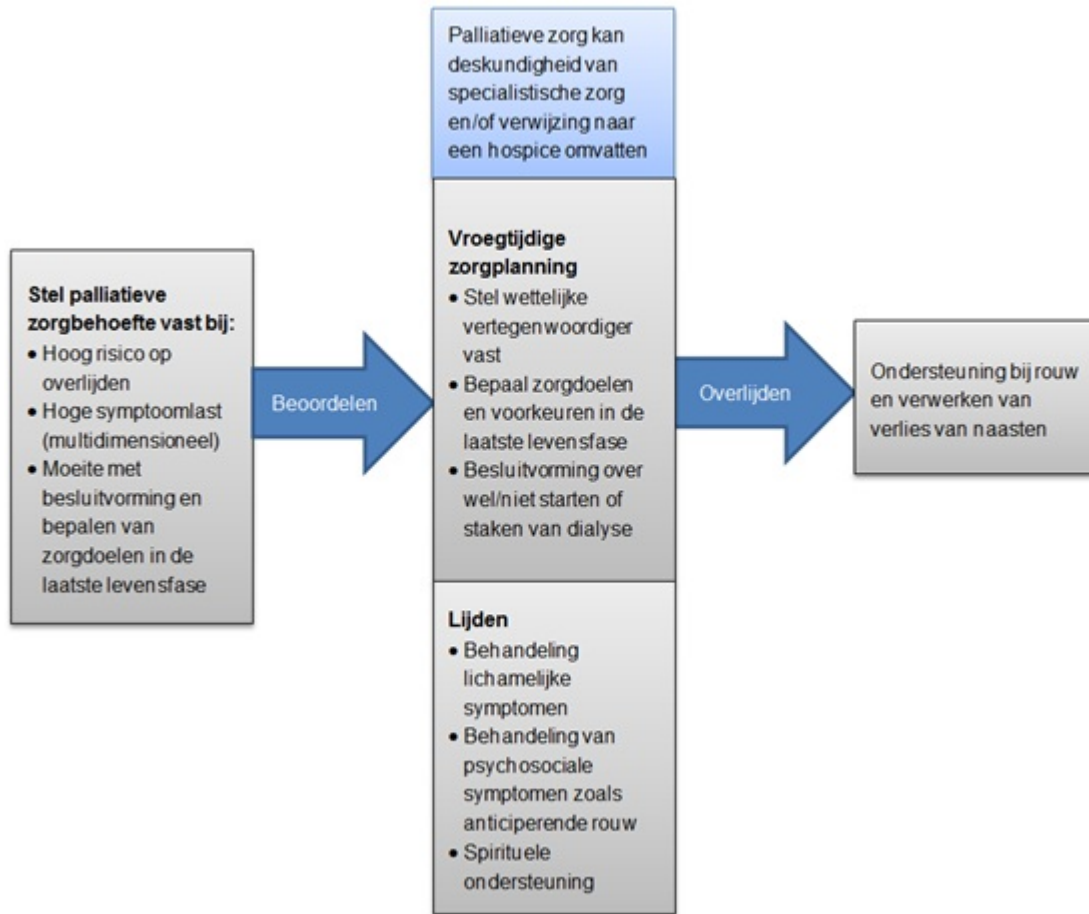 Palliatieve zorg kan
deskundigheid van
specialistische zorg
en/of verwijzing naar
een hospice omvatten
Stel palliatieve
zorgbehoefte vast bij:
• Hoog risico op
overlijden
• Hoge symptoomlast
(multidimensioneel)
• Moeite met
besluitvorming en
bepalen van
zorgdoelen in de
laatste levensfase
Beoordelen
Vroegtijdige
zorgplanning
• Stel wettelijke
vertegenwoordiger
vast
• Bepaal zorgdoelen
en voorkeuren in de
laatste levensfase
• Besluitvorming over
wel/niet starten of
staken van dialyse
Lijden
• Behandeling
lichamelijke
symptomen
• Behandeling van
psychosociale
symptomen zoals
anticiperende rouw
• Spirituele
ondersteuning
Overlijden
Ondersteuning bij rouw
en verwerken van
verlies van naasten